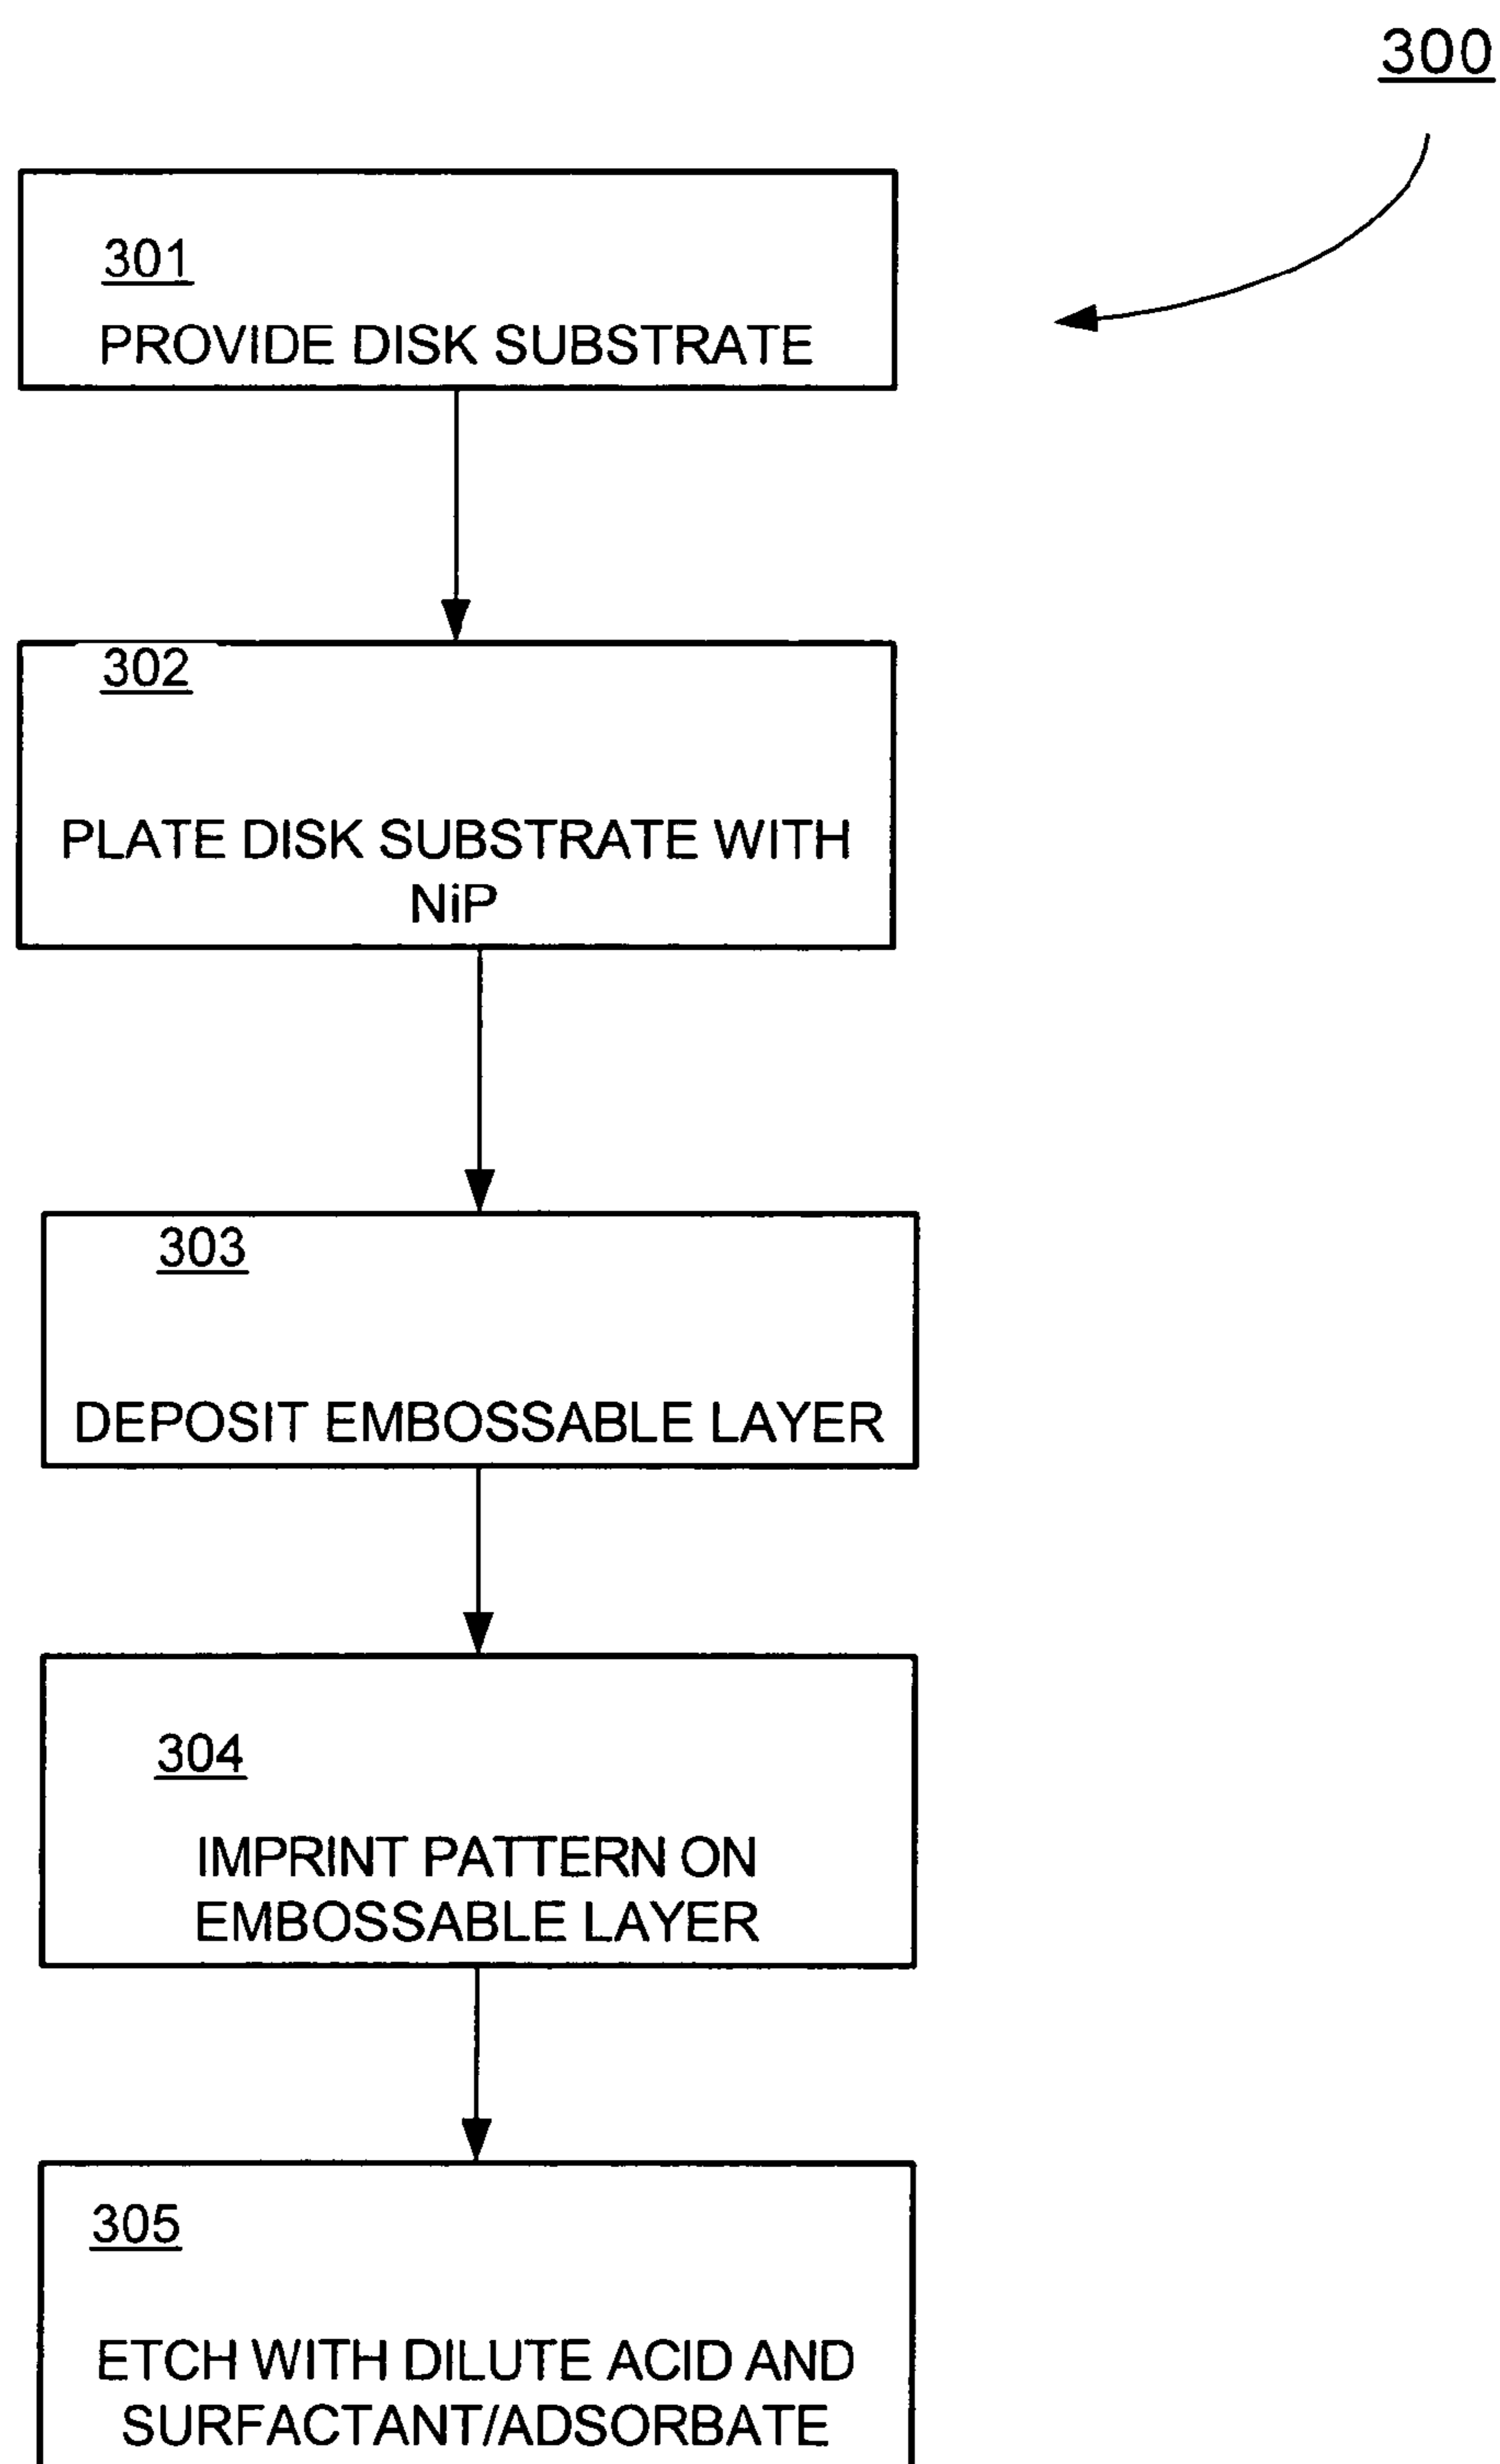 300
301
PROVIDE DISK SUBSTRATE
302
PLATE DISK SUBSTRATE WITH
NiP
303
DEPOSIT EMBOSSABLE LAYER
304
IMPRINT PATTERN ON
EMBOSSABLE LAYER
305
ETCH WITH DILUTE ACID AND
SURFACTANT/ADSORBATE